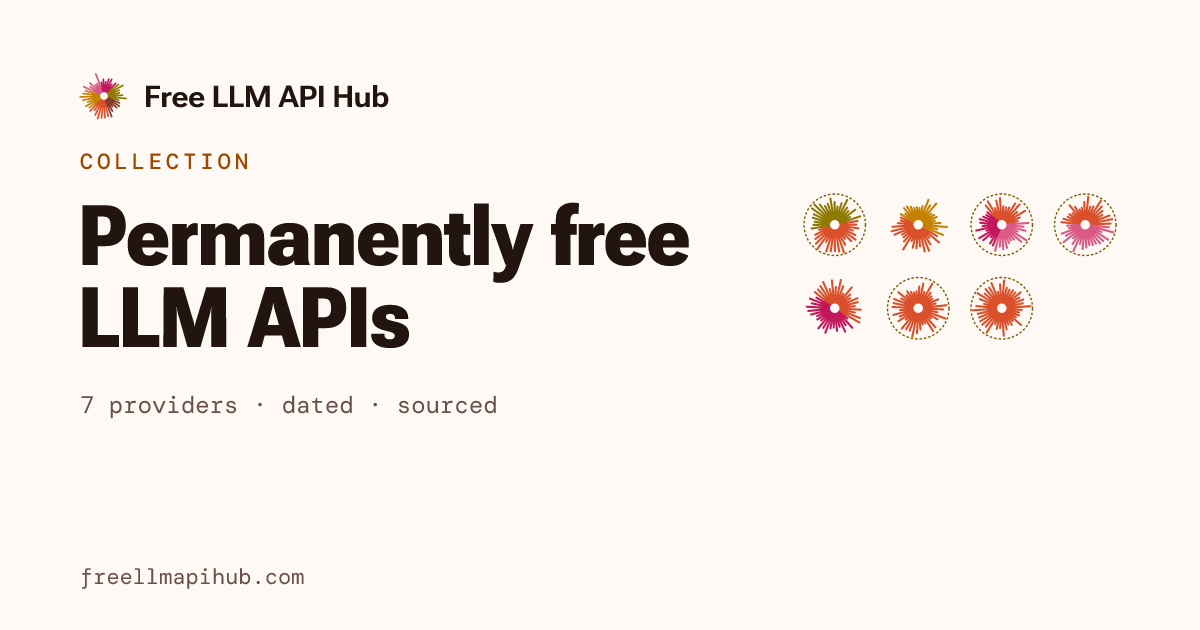 Free LLM API Hub
COLLECTION
Permanently free
LLM APIs
7 providers · dated · sourced
freellmapihub.com